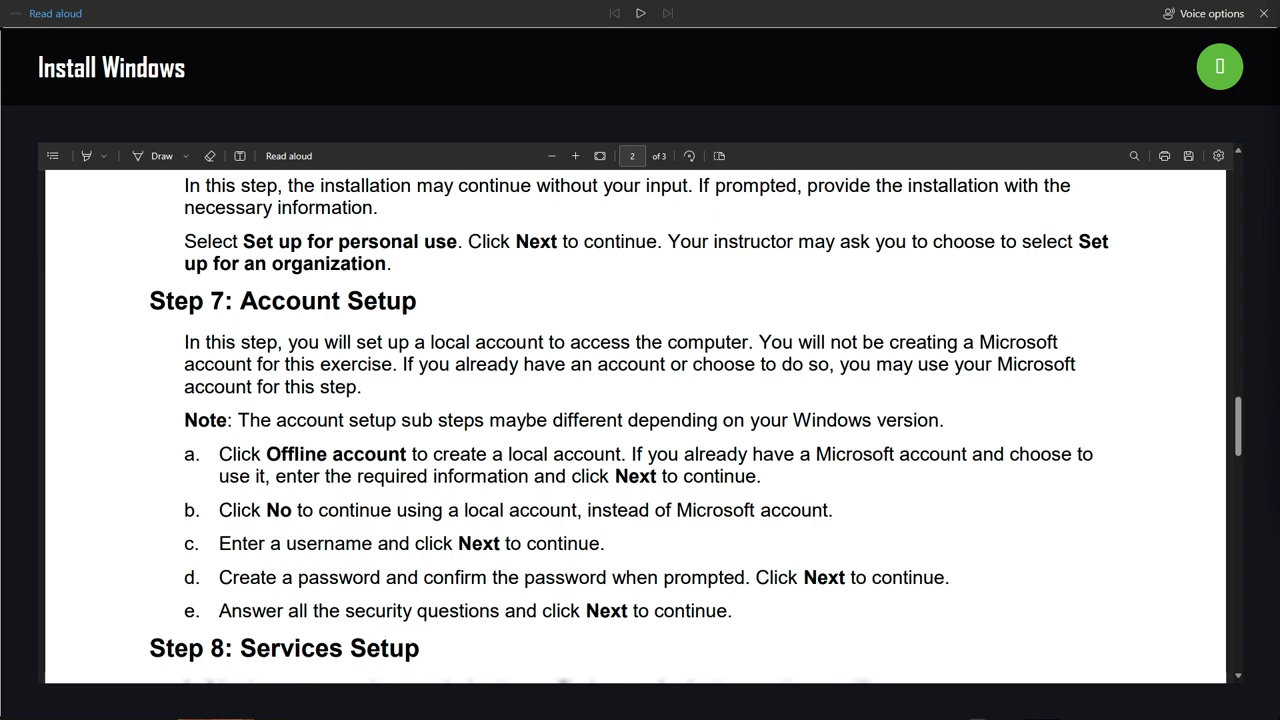 Read aloud
Voice options
Install Windows
Draw
Read aloud
2 of 3
In this step, the installation may continue without your input. If prompted, provide the installation with the
necessary information.
Select Set up for personal use. Click Next to continue. Your instructor may ask you to choose to select Set
up for an organization.
Step 7: Account Setup
In this step, you will set up a local account to access the computer. You will not be creating a Microsoft
account for this exercise. If you already have an account or choose to do so, you may use your Microsoft
account for this step.
Note: The account setup sub steps maybe different depending on your Windows version.
a. Click Offline account to create a local account. If you already have a Microsoft account and choose to
use it, enter the required information and click Next to continue.
b. Click No to continue using a local account, instead of Microsoft account.
c. Enter a username and click Next to continue.
d. Create a password and confirm the password when prompted. Click Next to continue.
e. Answer all the security questions and click Next to continue.
Step 8: Services Setup